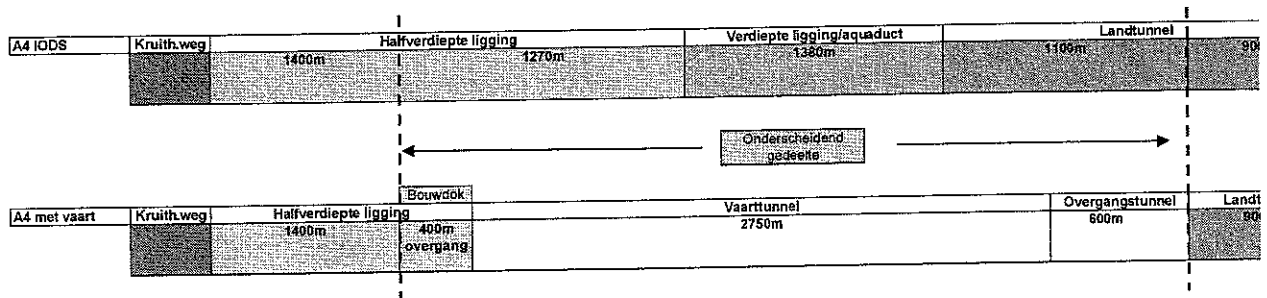 A4 IODS Kruith.weg Halfverdiepte ligging Verdiepte ligging/aquaduct Landtunnel
1400m 1270m 1380m 1100m
Onderscheidend
gedeelte
Bouwdok
A4 met vaart Kruith.weg Halfverdiepte ligging Vaarttunnel Overgangstunnel
1400m 400m 2750m 600m
overgang